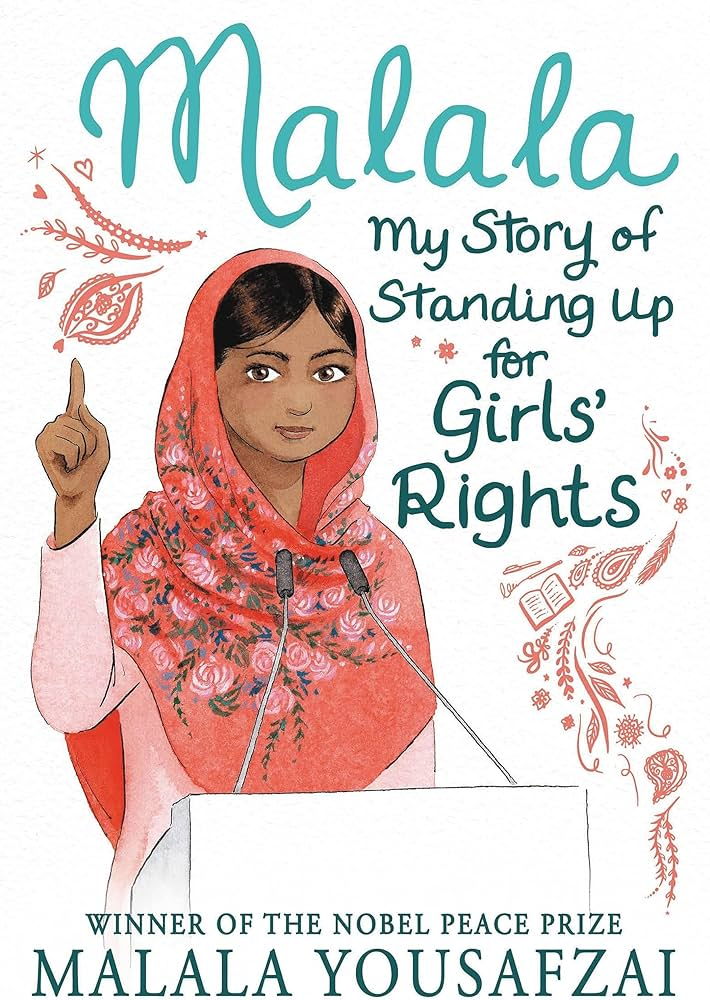 Malala
My Story of
Standing Up
for
Girls'
Rights
WINNER OF THE NOBEL PEACE PRIZE
MALALA YOUSAFZAI